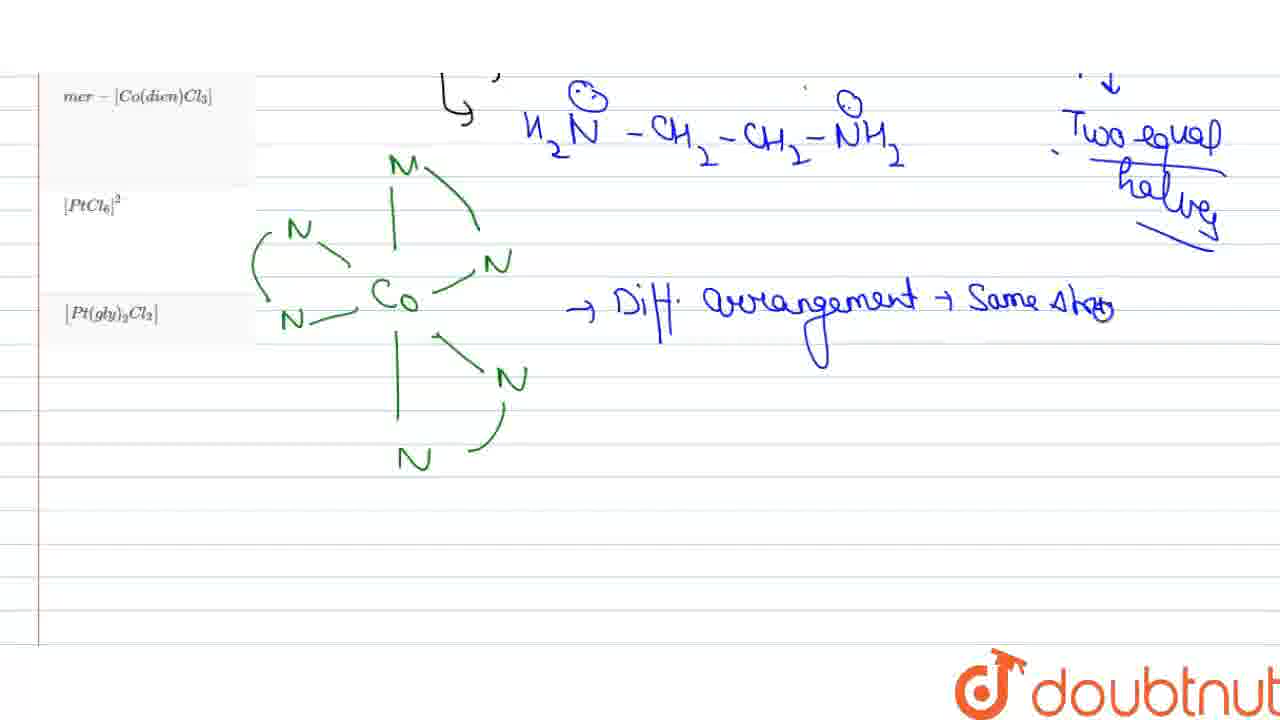 mer - [Co(dien)Cl3]
H2N - CH2 - CH2 - NH2
Two equal
halves
[PtCl6]2
N
N
N
N
Co
N
N
→ Diff. arrangement → Same
[Pt(gly)2Cl2]
doubtnut